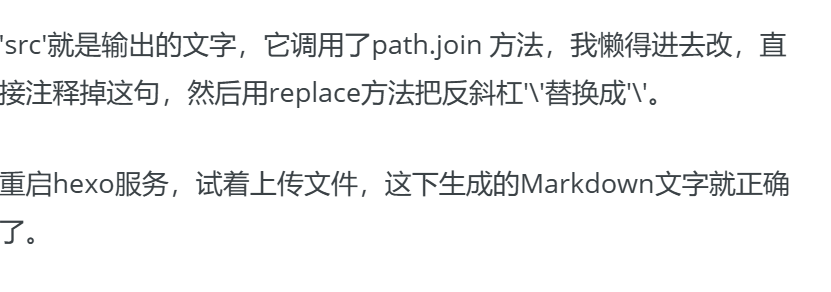 'src'就是输出的文字，它调用了path.join 方法，我懒得进去改，直
接注释掉这句，然后用replace方法把反斜杠'\'替换成'\'。
重启hexo服务，试着上传文件，这下生成的Markdown文字就正确
了。